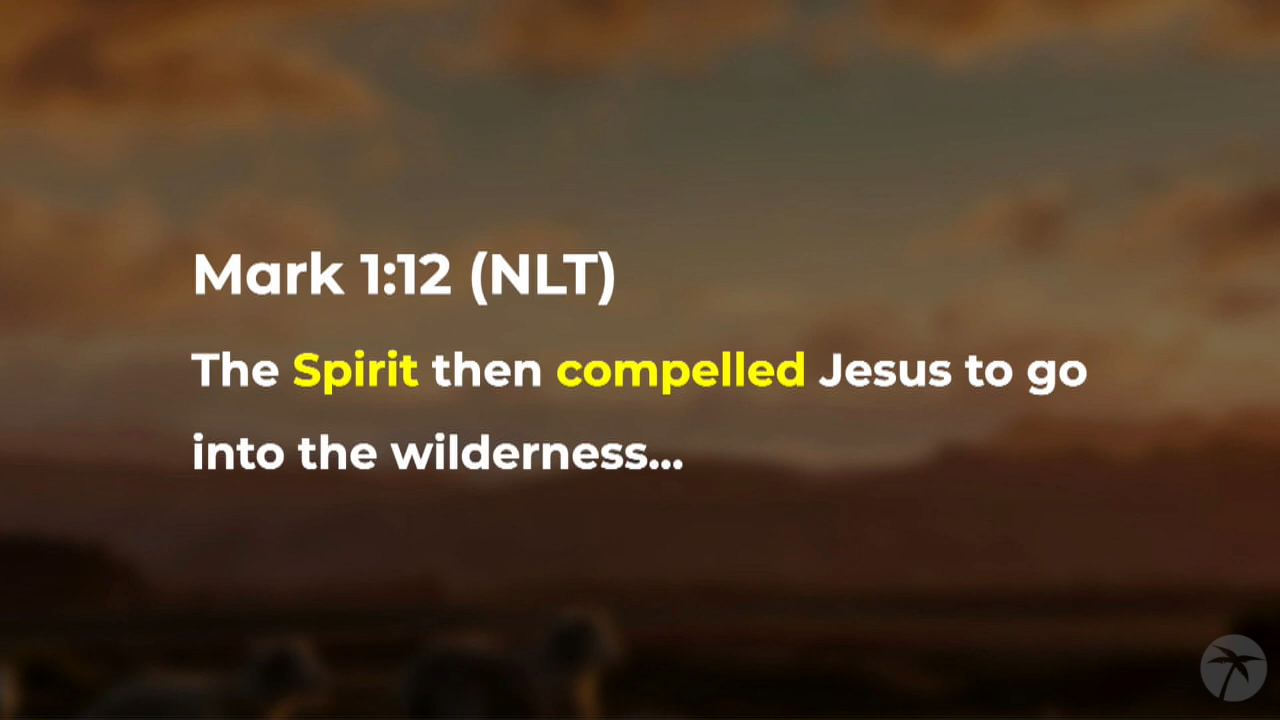 Mark 1:12 (NLT)
The Spirit then compelled Jesus to go
into the wilderness...